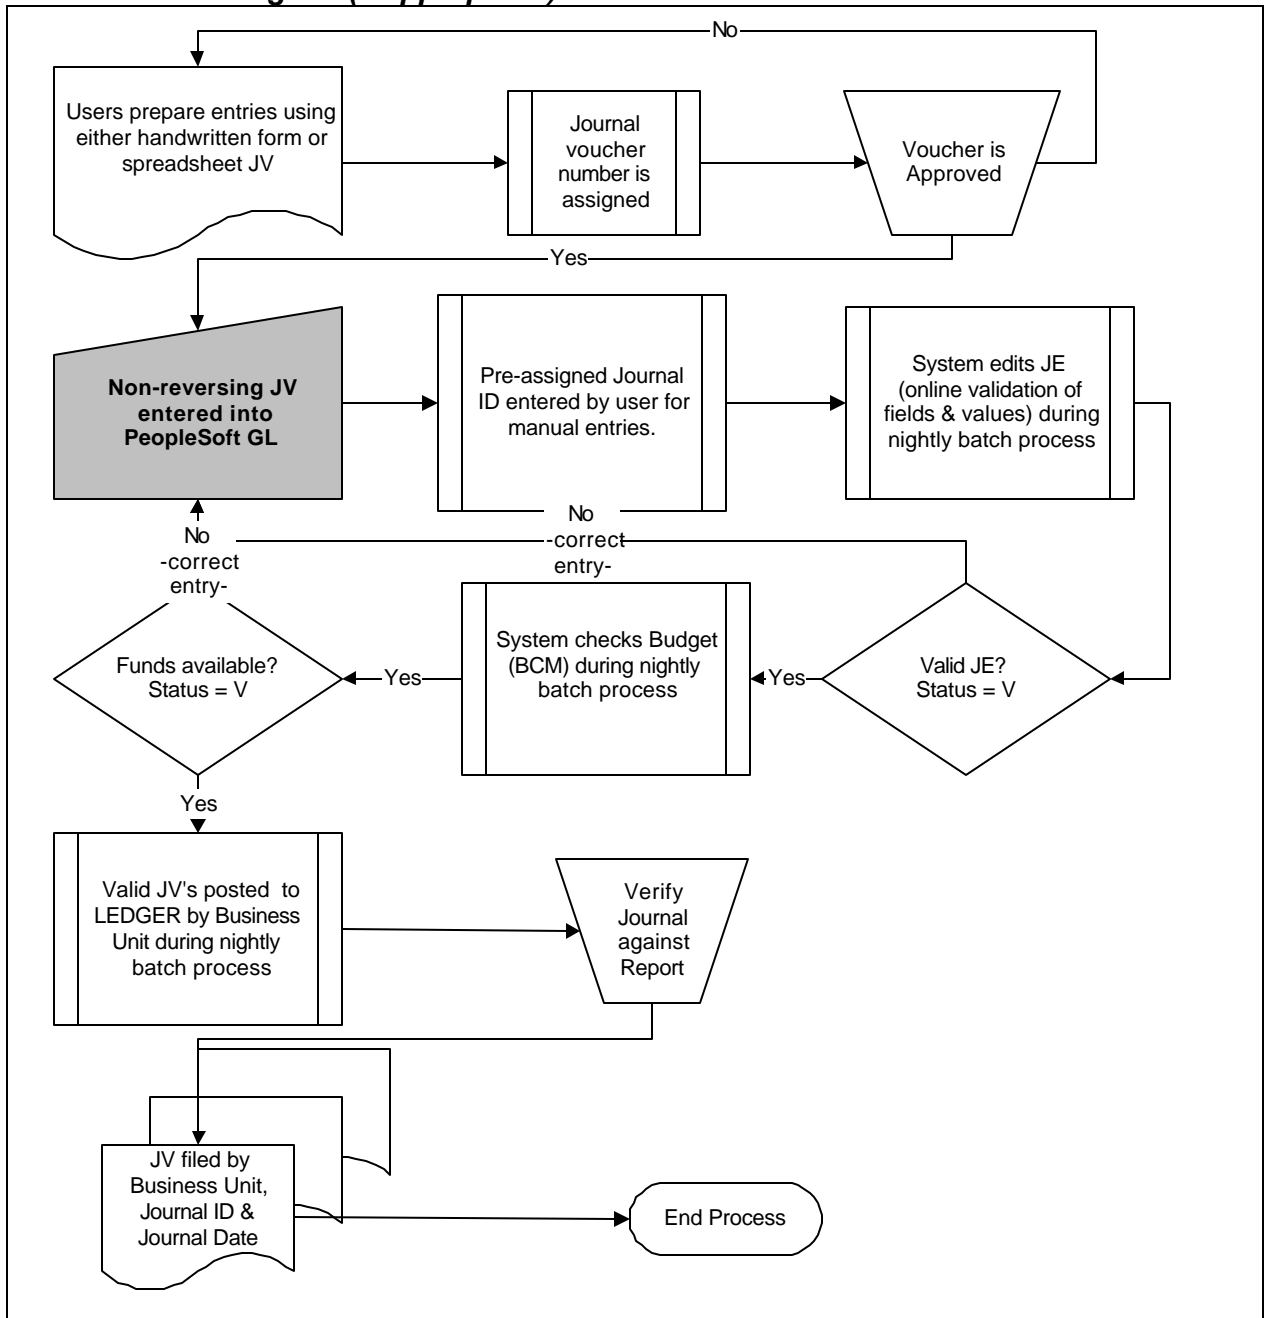 No
Users prepare entries using
either handwritten form or
spreadsheet JV
Journal
voucher
number is
assigned
Voucher is
Approved
Yes
Non-reversing JV
entered into
PeopleSoft GL
Pre-assigned Journal
ID entered by user for
manual entries.
System edits JE
(online validation of
fields & values) during
nightly batch process
No
-correct
entry-
No
-correct
entry-
Funds available?
Status = V
Yes
System checks Budget
(BCM) during nightly
batch process
Yes
Valid JE?
Status = V
Yes
Valid JV's posted to
LEDGER by Business
Unit during nightly
batch process
Verify
Journal
against
Report
JV filed by
Business Unit,
Journal ID &
Journal Date
End Process